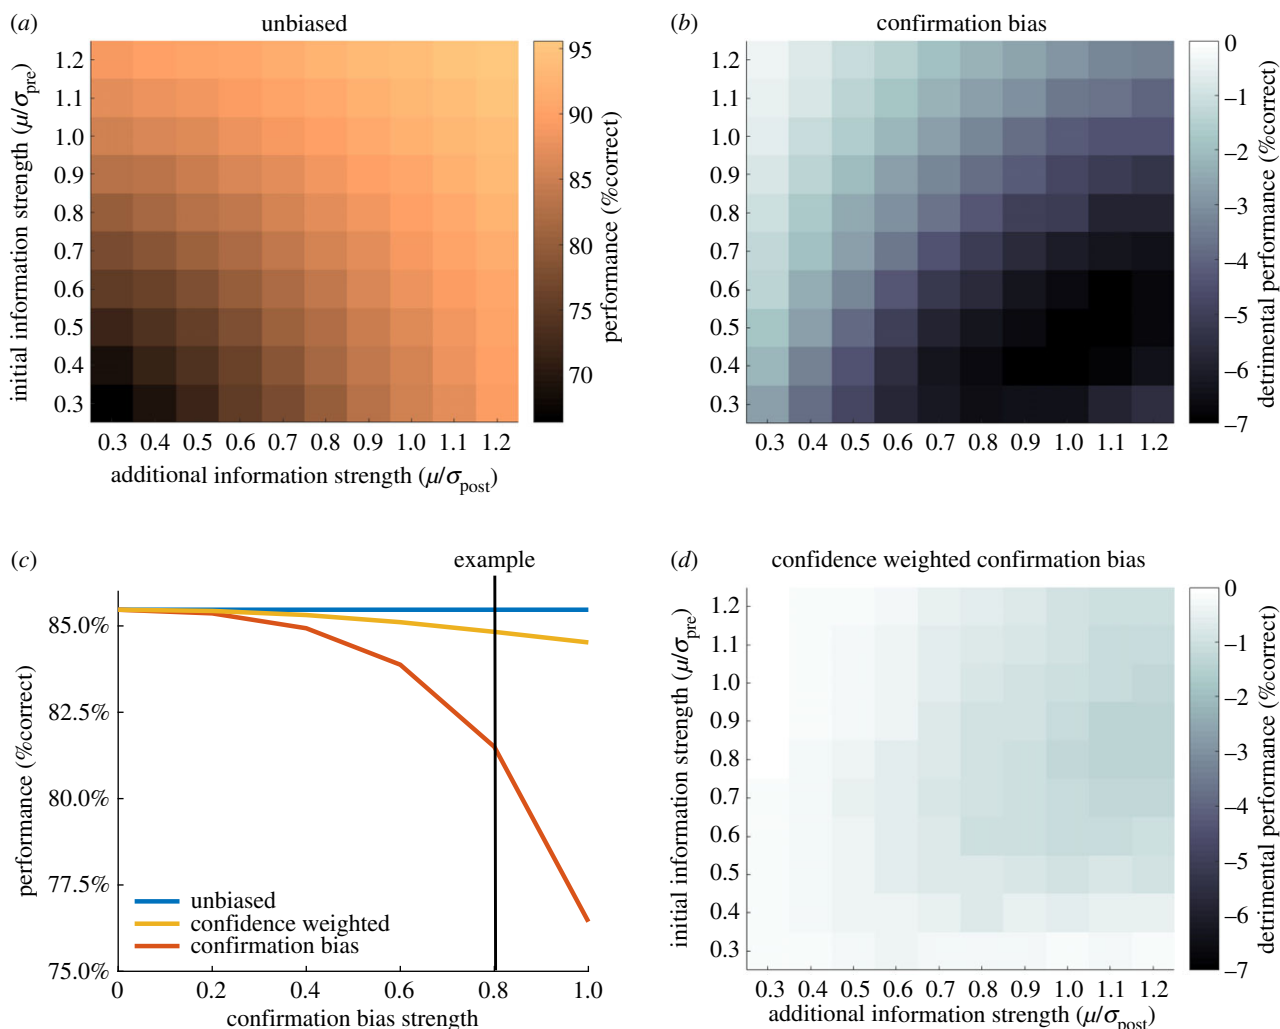 (a)
unbiased
initial information strength (μ/σpre)
1.2
1.1
1.0
0.9
0.8
0.7
0.6
0.5
0.4
0.3
0.3 0.4 0.5 0.6 0.7 0.8 0.9 1.0 1.1 1.2
additional information strength (μ/σpost)
95
90
85
80
75
70
performance (%correct)
(b)
confirmation bias
1.2
1.1
1.0
0.9
0.8
0.7
0.6
0.5
0.4
0.3
0.3 0.4 0.5 0.6 0.7 0.8 0.9 1.0 1.1 1.2
0
–1
–2
–3
–4
–5
–6
–7
detrimental performance (%correct)
(c)
example
performance (%correct)
85.0%
82.5%
80.0%
77.5%
75.0%
unbiased
confidence weighted
confirmation bias
0 0.2 0.4 0.6 0.8 1.0
confirmation bias strength
(d)
confidence weighted confirmation bias
initial information strength (μ/σpre)
1.2
1.1
1.0
0.9
0.8
0.7
0.6
0.5
0.4
0.3
0.3 0.4 0.5 0.6 0.7 0.8 0.9 1.0 1.1 1.2
additional information strength (μ/σpost)
0
–1
–2
–3
–4
–5
–6
–7
detrimental performance (%correct)